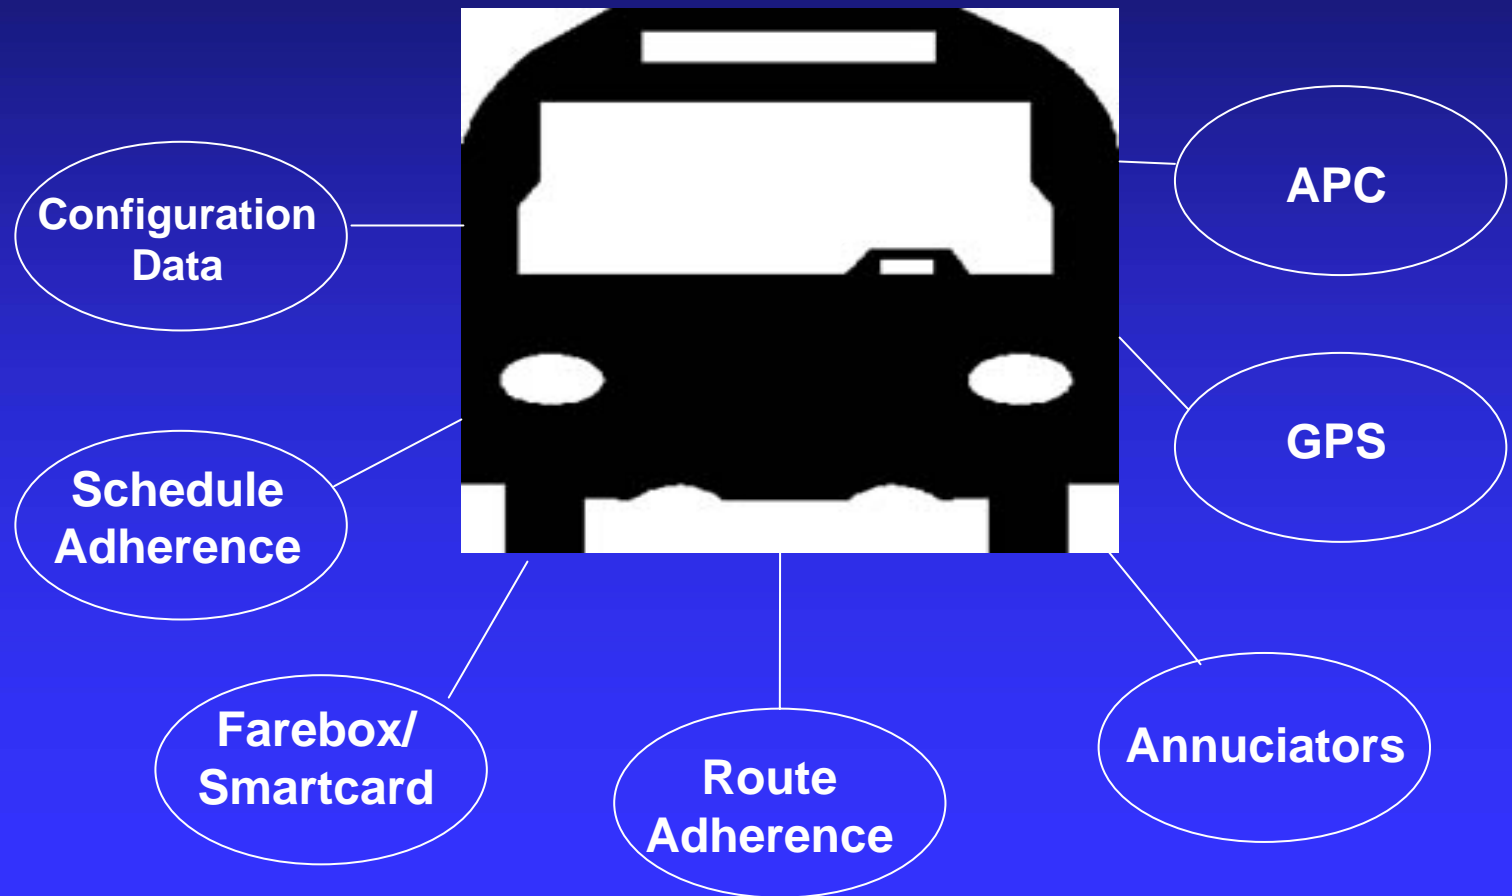 Configuration
Data
APC
GPS
Schedule
Adherence
Farebox/
Smartcard
Route
Adherence
Annuciators